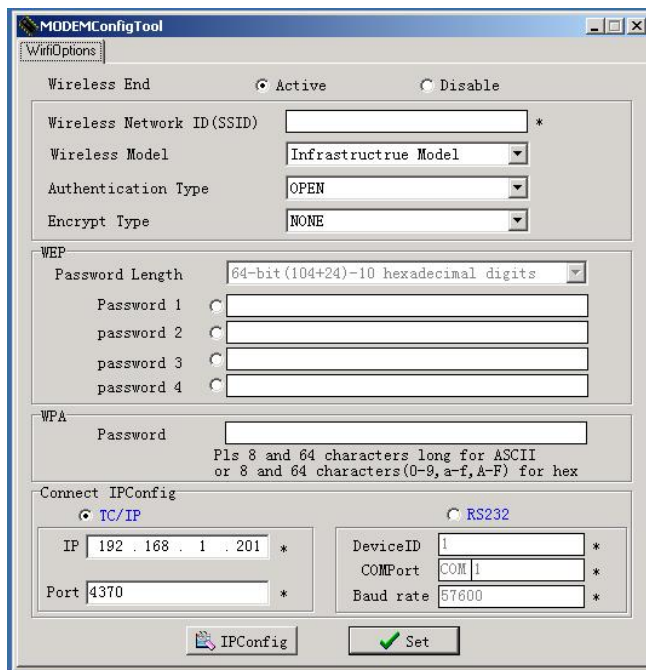 MODEMConfigTool
WirfiOptions
Wireless End Active Disable
Wireless Network ID(SSID) *
Wireless Model Infrastructrue Model
Authentication Type OPEN
Encrypt Type NONE
WEP
Password Length 64-bit(104+24)-10 hexadecimal digits
Password 1
password 2
password 3
password 4
WPA
Password
Pls 8 and 64 characters long for ASCII
or 8 and 64 characters(0-9,a-f,A-F) for hex
Connect IPConfig
TC/IP RS232
IP 192 . 168 . 1 . 201 * DeviceID 1 *
COMPort COM 1 *
Port 4370 * Baud rate 57600 *
IPConfig Set